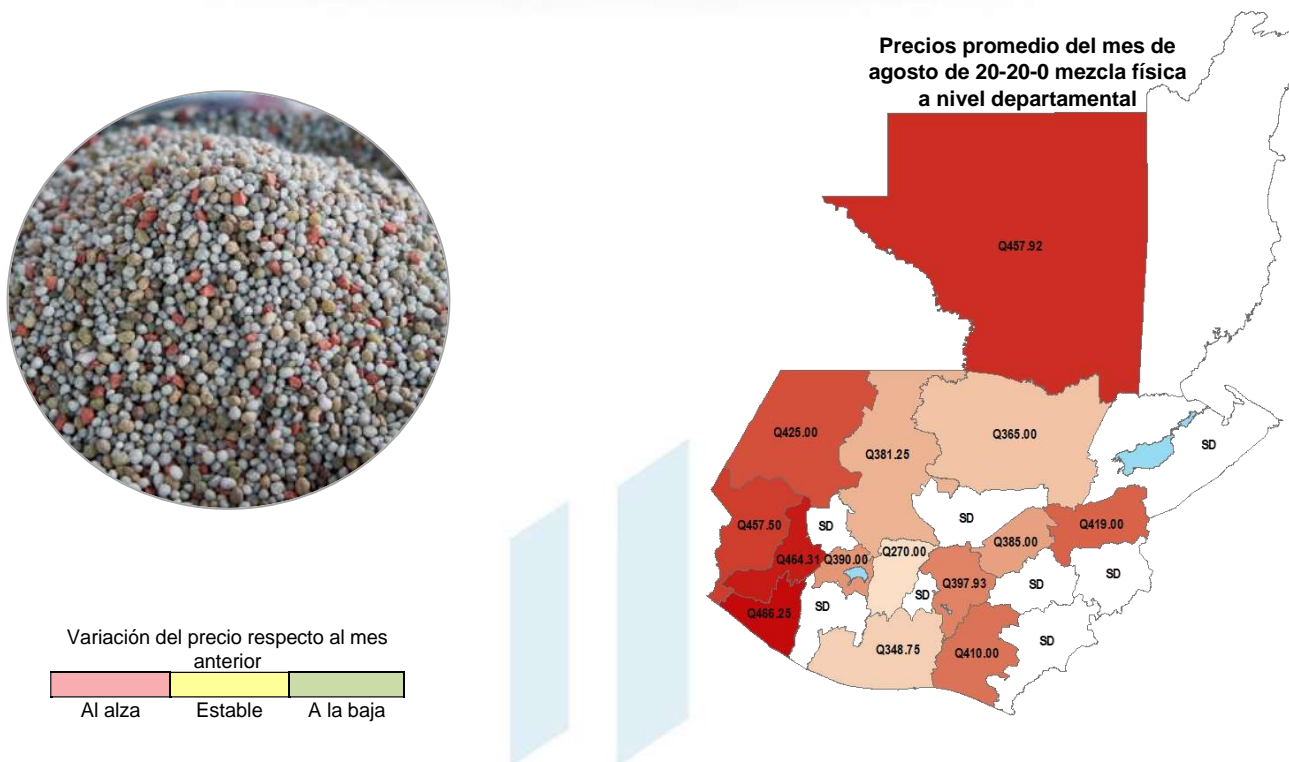 Precios promedio del mes de
agosto de 20-20-0 mezcla física
a nivel departamental
Q457.92
Q425.00
Q381.25
Q365.00
SD
Q457.50
SD
SD
Q419.00
Q464.31
Q390.00
Q270.00
Q385.00
Q466.25
SD
SD
Q397.93
SD
SD
Q348.75
Q410.00
SD
Variación del precio respecto al mes
anterior
Al alza
Estable
A la baja